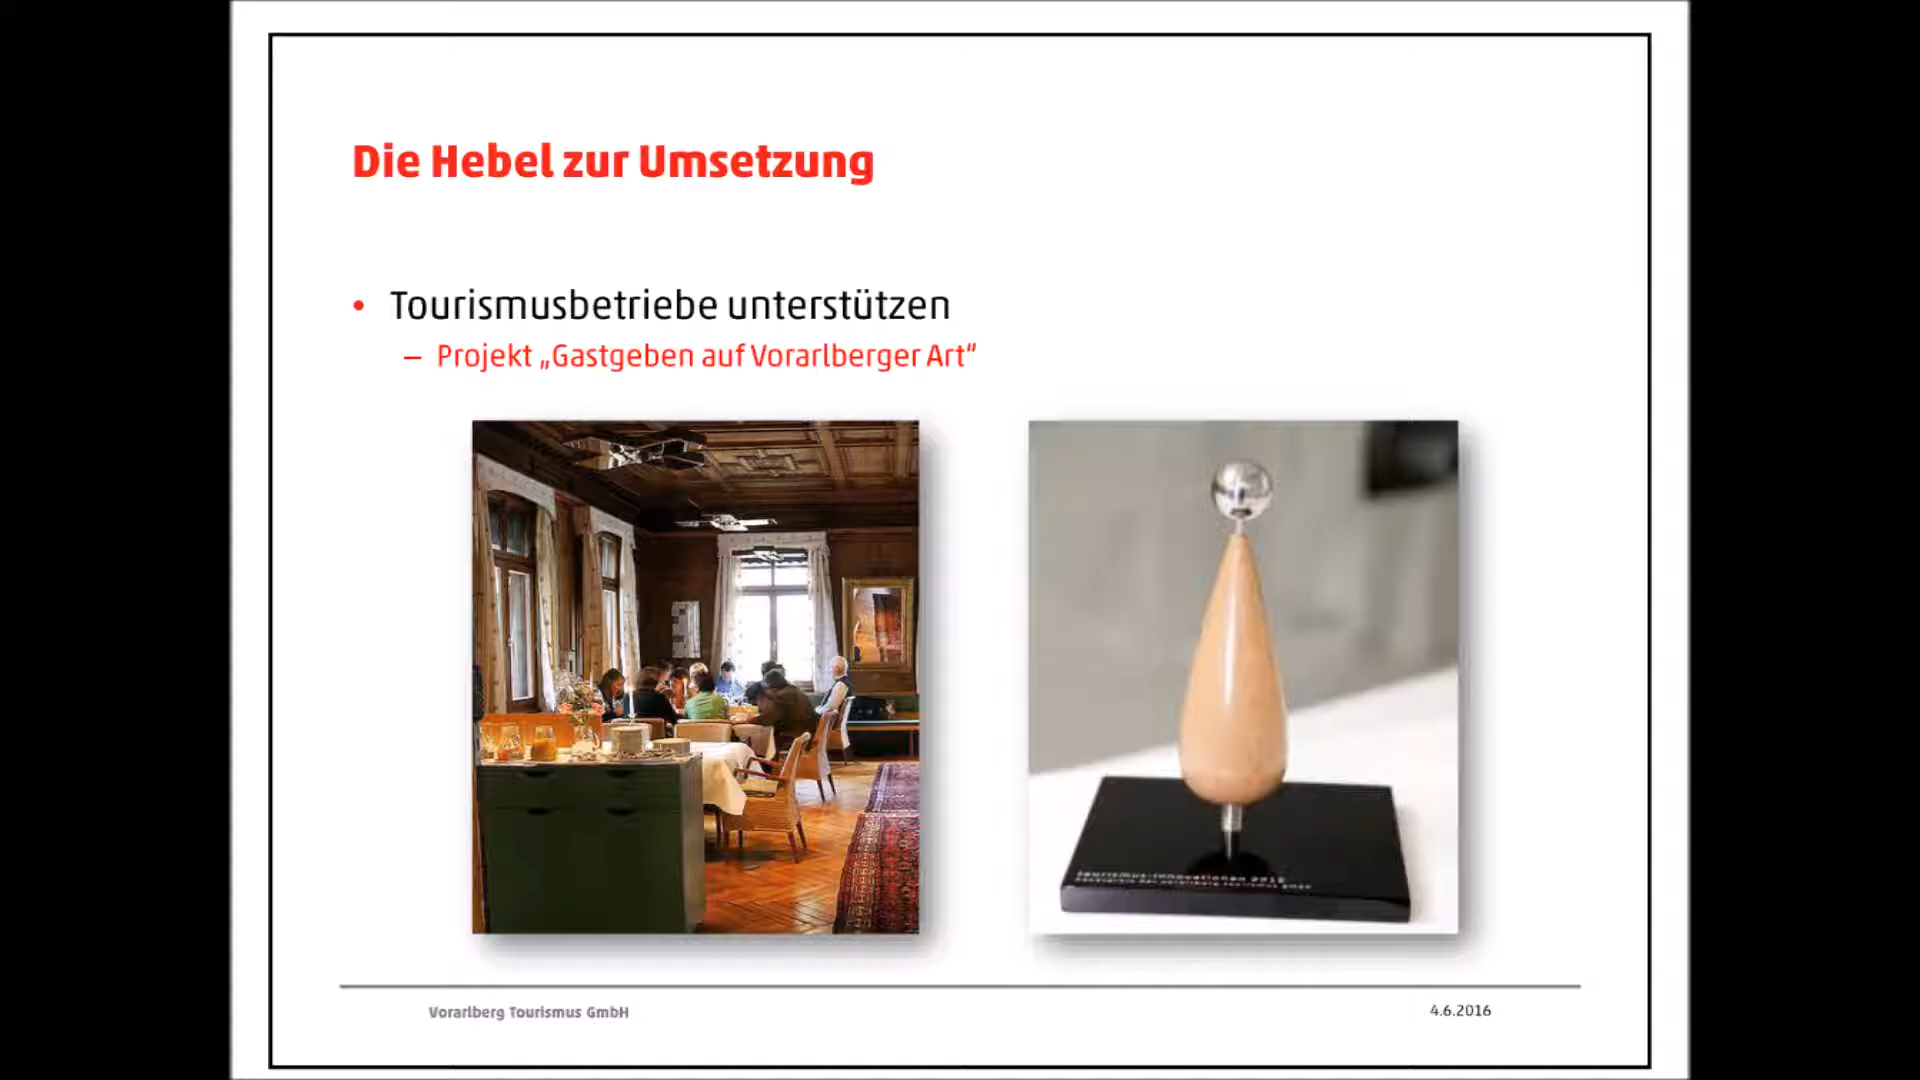 Die Hebel zur Umsetzung
• Tourismusbetriebe unterstützen
– Projekt „Gastgeben auf Vorarlberger Art“
Vorarlberg Tourismus GmbH
4.6.2016